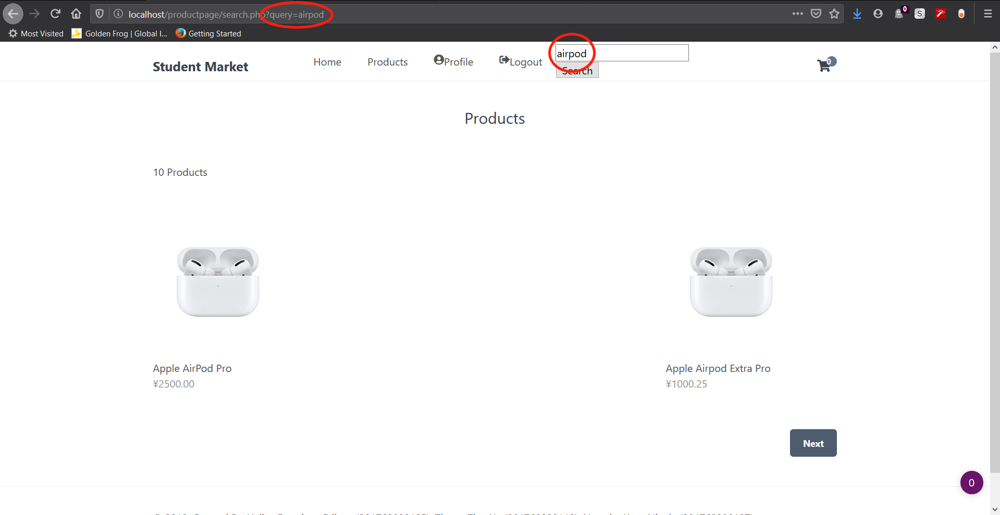 localhost/productpage/search.php?query=airpod
0
S
Most Visited
Golden Frog | Global I...
Getting Started
Student Market
Home
Products
Profile
Logout
airpod
Search
0
Products
10 Products
Apple AirPod Pro
¥2500.00
Apple Airpod Extra Pro
¥1000.25
Next
0